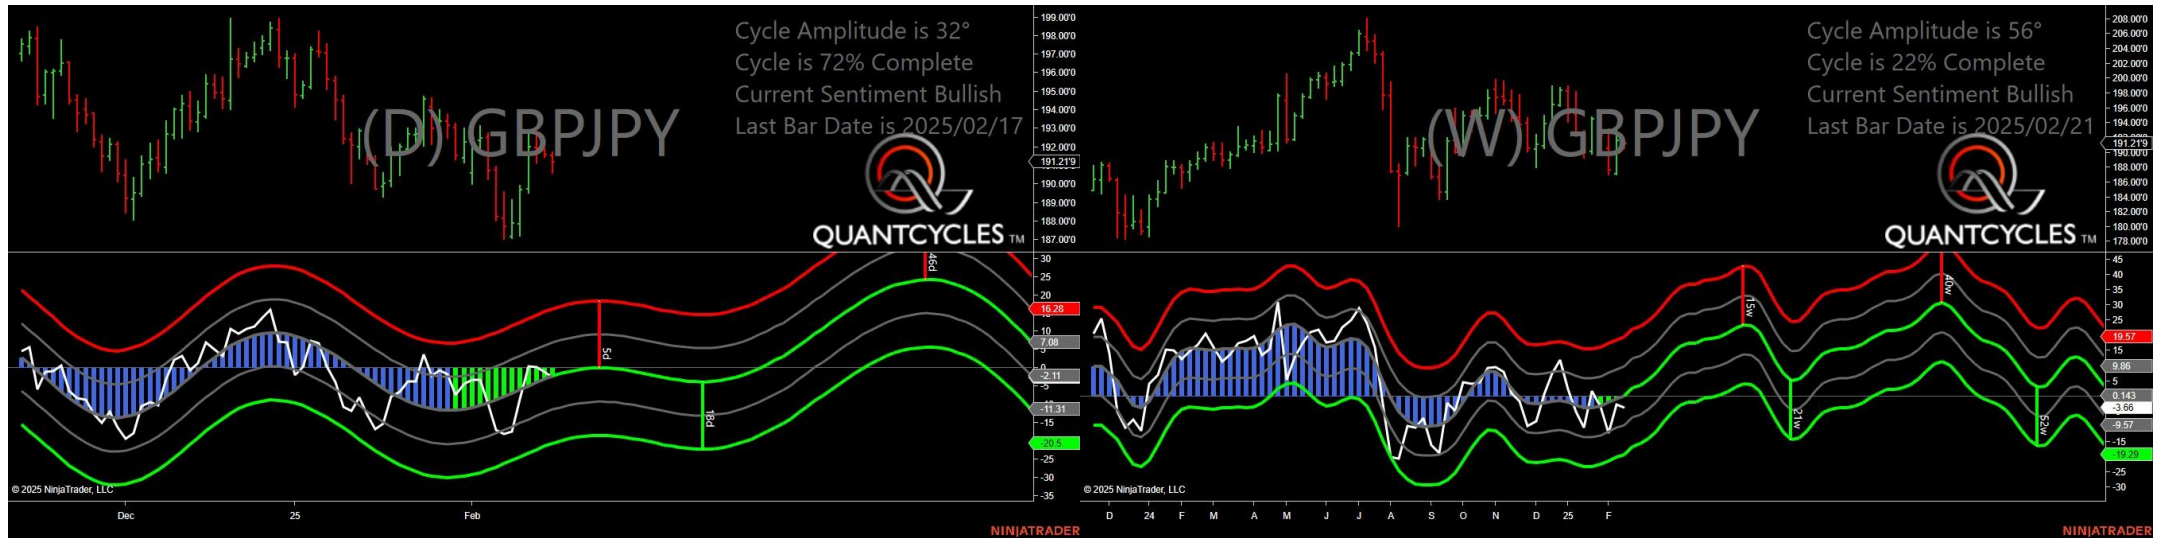 Cycle Amplitude is 32°
Cycle is 72% Complete
Current Sentiment Bullish
Last Bar Date is 2025/02/17
(D) GBPJPY
QUANTCYCLES TM
199.00'0
198.00'0
197.00'0
196.00'0
195.00'0
194.00'0
193.00'0
192.00'0
191.21'9
190.00'0
189.00'0
188.00'0
187.00'0
46d
5d
18d
30
25
20
16.28
10
7.08
5
-2.11
-5
-11.31
-15
-20.5
-25
-30
-35
© 2025 NinjaTrader, LLC
Dec
25
Feb
NINJATRADER
Cycle Amplitude is 56°
Cycle is 22% Complete
Current Sentiment Bullish
Last Bar Date is 2025/02/21
(W) GBPJPY
QUANTCYCLES TM
208.00'0
206.00'0
204.00'0
202.00'0
200.00'0
198.00'0
196.00'0
194.00'0
191.21'9
190.00'0
188.00'0
186.00'0
184.00'0
182.00'0
180.00'0
178.00'0
15w
40w
21w
52w
45
40
35
30
25
19.57
15
9.86
5
0.143
-3.66
-9.57
-15
-19.29
-25
-30
© 2025 NinjaTrader, LLC
D
24
F
M
A
M
J
J
A
S
O
N
D
25
F
NINJATRADER